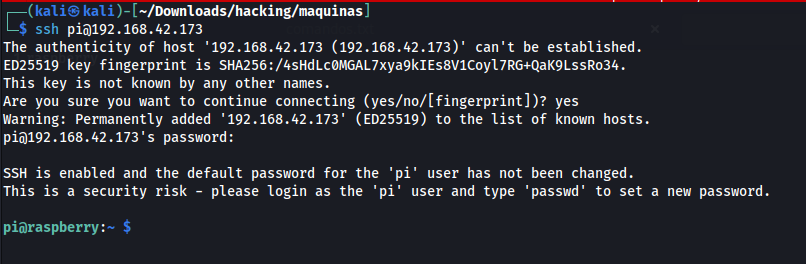 (kali㉿kali)-[~/Downloads/hacking/maquinas]
$ ssh pi@192.168.42.173
The authenticity of host '192.168.42.173 (192.168.42.173)' can't be established.
ED25519 key fingerprint is SHA256:/4sHdLc0MGAL7xya9kIEs8V1Coyl7RG+QaK9LssRo34.
This key is not known by any other names.
Are you sure you want to continue connecting (yes/no/[fingerprint])? yes
Warning: Permanently added '192.168.42.173' (ED25519) to the list of known hosts.
pi@192.168.42.173's password:
SSH is enabled and the default password for the 'pi' user has not been changed.
This is a security risk - please login as the 'pi' user and type 'passwd' to set a new password.
pi@raspberry:~ $